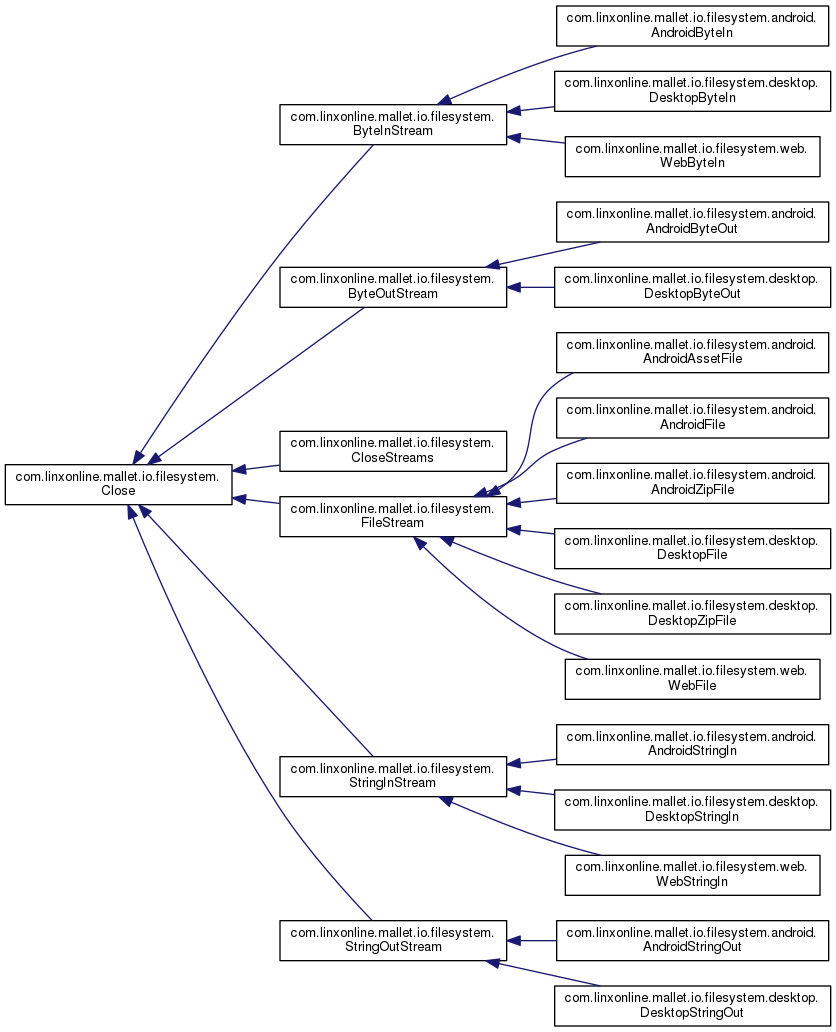 com.linxonline.mallet.io.filesystem.android.
AndroidByteIn
com.linxonline.mallet.io.filesystem.desktop.
DesktopByteIn
com.linxonline.mallet.io.filesystem.
ByteInStream
com.linxonline.mallet.io.filesystem.web.
WebByteIn
com.linxonline.mallet.io.filesystem.android.
AndroidByteOut
com.linxonline.mallet.io.filesystem.
ByteOutStream
com.linxonline.mallet.io.filesystem.desktop.
DesktopByteOut
com.linxonline.mallet.io.filesystem.android.
AndroidAssetFile
com.linxonline.mallet.io.filesystem.android.
AndroidFile
com.linxonline.mallet.io.filesystem.
CloseStreams
com.linxonline.mallet.io.filesystem.
Close
com.linxonline.mallet.io.filesystem.android.
AndroidZipFile
com.linxonline.mallet.io.filesystem.
FileStream
com.linxonline.mallet.io.filesystem.desktop.
DesktopFile
com.linxonline.mallet.io.filesystem.desktop.
DesktopZipFile
com.linxonline.mallet.io.filesystem.web.
WebFile
com.linxonline.mallet.io.filesystem.android.
AndroidStringIn
com.linxonline.mallet.io.filesystem.
StringInStream
com.linxonline.mallet.io.filesystem.desktop.
DesktopStringIn
com.linxonline.mallet.io.filesystem.web.
WebStringIn
com.linxonline.mallet.io.filesystem.
StringOutStream
com.linxonline.mallet.io.filesystem.android.
AndroidStringOut
com.linxonline.mallet.io.filesystem.desktop.
DesktopStringOut